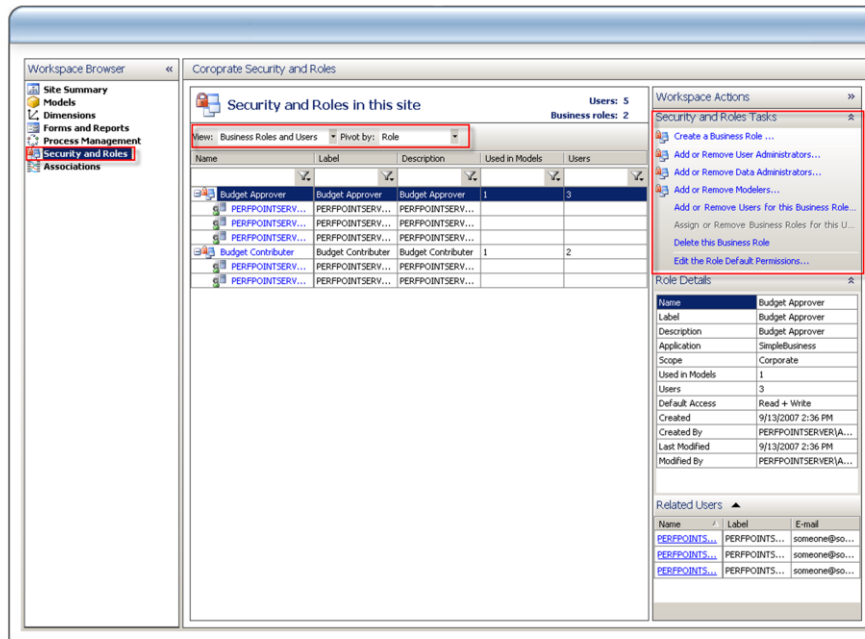 Workspace Browser «
Site Summary
Models
Dimensions
Forms and Reports
Process Management
Security and Roles
Associations
Coroprate Security and Roles
Security and Roles in this site
Users: 5
Business roles: 2
View: Business Roles and Users Pivot by: Role
Name Label Description Used in Models Users
Budget Approver Budget Approver Budget Approver 1 3
PERFPOINTSERV... PERFPOINTSERV... PERFPOINTSERV...
PERFPOINTSERV... PERFPOINTSERV... PERFPOINTSERV...
PERFPOINTSERV... PERFPOINTSERV... PERFPOINTSERV...
Budget Contributer Budget Contributer Budget Contributer 1 2
PERFPOINTSERV... PERFPOINTSERV... PERFPOINTSERV...
PERFPOINTSERV... PERFPOINTSERV... PERFPOINTSERV...
Workspace Actions »
Security and Roles Tasks
Create a Business Role ...
Add or Remove User Administrators...
Add or Remove Data Administrators...
Add or Remove Modelers...
Add or Remove Users for this Business Role...
Assign or Remove Business Roles for this U...
Delete this Business Role
Edit the Role Default Permissions...
Role Details
Name Budget Approver
Label Budget Approver
Description Budget Approver
Application SimpleBusiness
Scope Corporate
Used in Models 1
Users 3
Default Access Read + Write
Created 9/13/2007 2:36 PM
Created By PERFPOINTSERVER\A...
Last Modified 9/13/2007 2:36 PM
Modified By PERFPOINTSERVER\A...
Related Users
Name Label E-mail
PERFPOINTS... PERFPOINTS... someone@so...
PERFPOINTS... PERFPOINTS... someone@so...
PERFPOINTS... PERFPOINTS... someone@so...